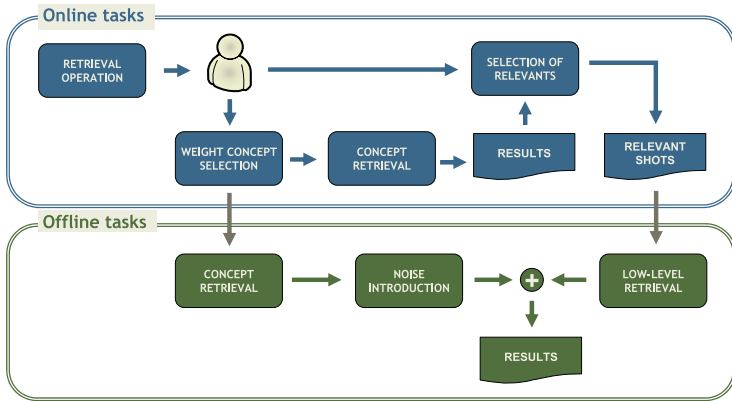 Online tasks
RETRIEVAL
OPERATION
SELECTION OF
RELEVANTS
WEIGHT CONCEPT
SELECTION
CONCEPT
RETRIEVAL
RESULTS
RELEVANT
SHOTS
Offline tasks
CONCEPT
RETRIEVAL
NOISE
INTRODUCTION
+
LOW-LEVEL
RETRIEVAL
RESULTS